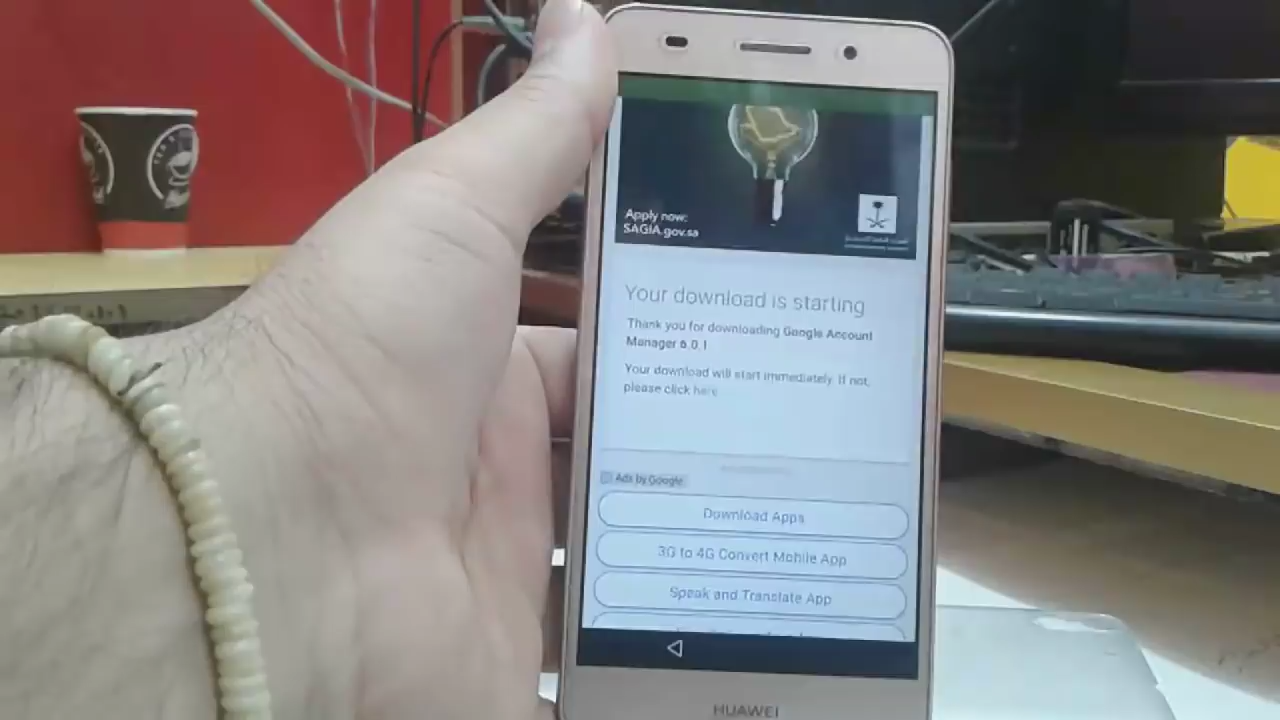 Apply now:
SAGIA.gov.sa
Your download is starting
Thank you for downloading Google Account
Manager 6.0.1
Your download will start immediately. If not,
please click here
Ads by Google
Download Apps
3G to 4G Convert Mobile App
Speak and Translate App
HUAWEI